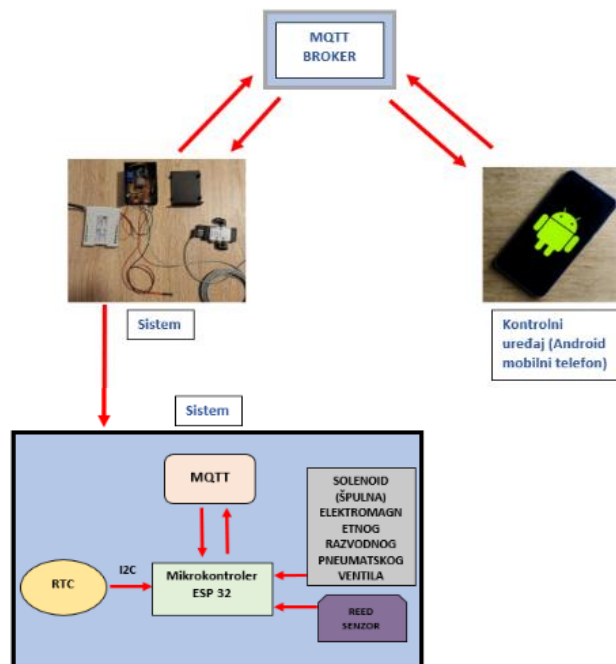 MQTT
BROKER
Sistem
Kontrolni
uređaj (Android
mobilni telefon)
Sistem
MQTT
SOLENOID
(ŠPULNA)
ELEKTROMAGN
ETNOG
RAZVODNOG
PNEUMATSKOG
VENTILA
I2C
RTC
Mikrokontroler
ESP 32
REED
SENZOR